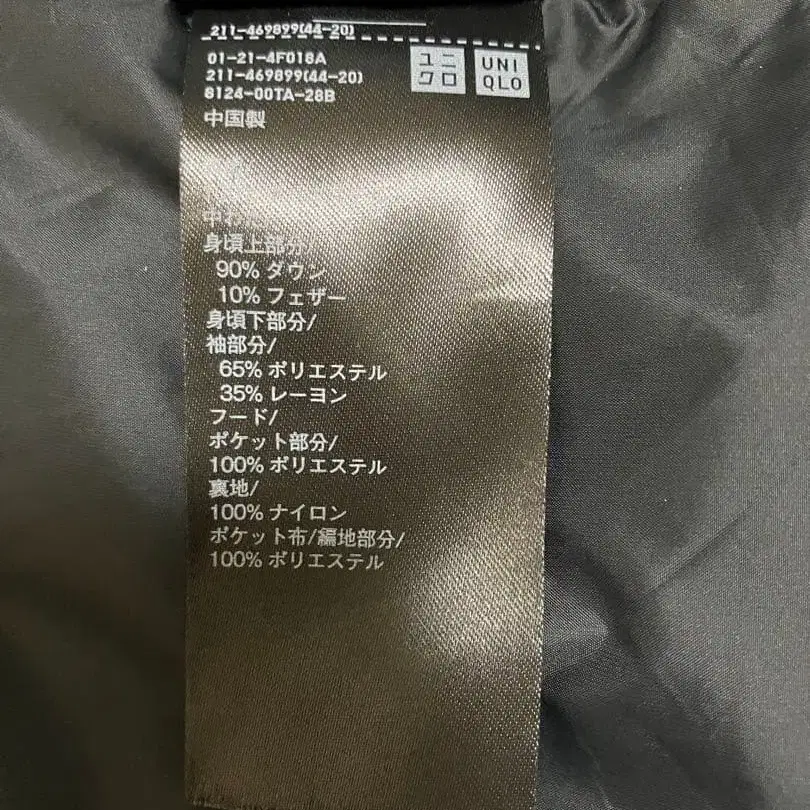 211-469899(44-20)
01-21-4F018A
211-469899(44-20)
8124-00TA-28B
ユニ
クロ
UNI
QLO
中国製
身頃上部分/
90% ダウン
10% フェザー
身頃下部分/
袖部分/
65% ポリエステル
35% レーヨン
フード/
ポケット部分/
100% ポリエステル
裏地/
100% ナイロン
ポケット布/編地部分/
100% ポリエステル